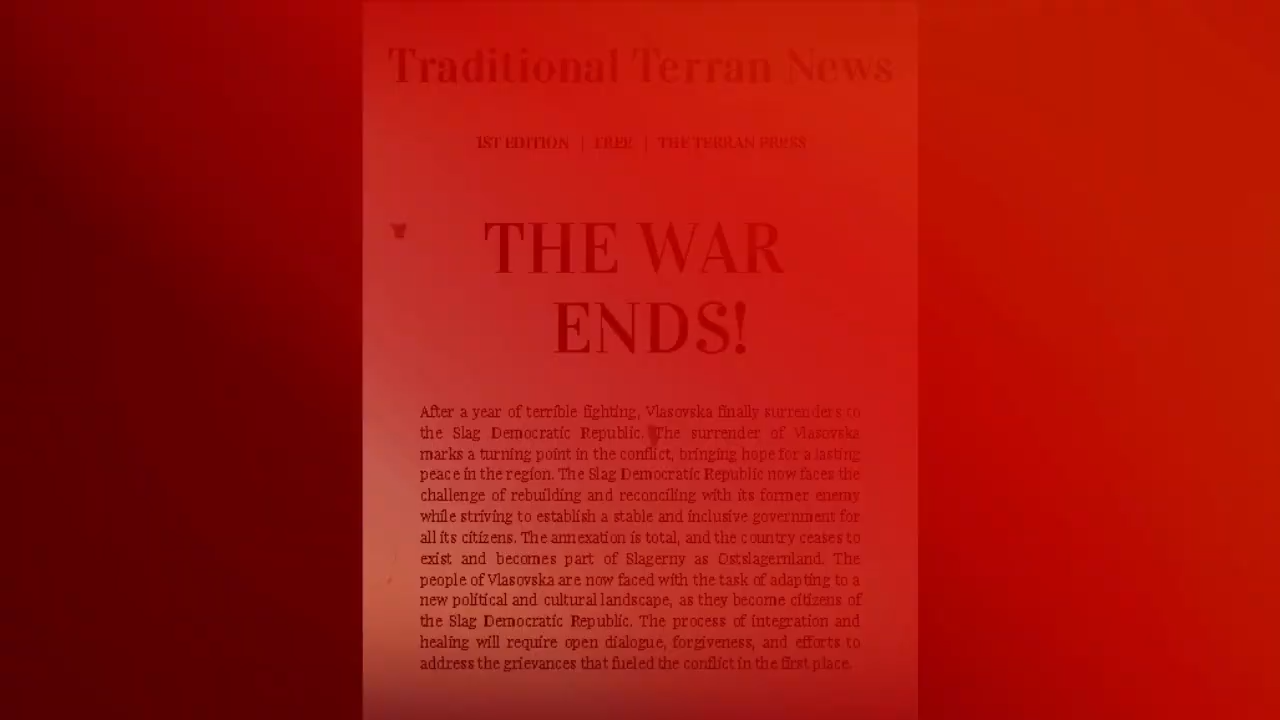 Traditional Terran News
1ST EDITION | FREE | THE TERRAN PRESS
THE WAR
ENDS!
After a year of terrible fighting, Vlasovska finally surrenders to
the Slag Democratic Republic. The surrender of Vlasovska
marks a turning point in the conflict, bringing hope for a lasting
peace in the region. The Slag Democratic Republic now faces the
challenge of rebuilding and reconciling with its former enemy
while striving to establish a stable and inclusive government for
all its citizens. The annexation is total, and the country ceases to
exist and becomes part of Slagerny as Ostslagernland. The
people of Vlasovska are now faced with the task of adapting to a
new political and cultural landscape, as they become citizens of
the Slag Democratic Republic. The process of integration and
healing will require open dialogue, forgiveness, and efforts to
address the grievances that fueled the conflict in the first place.